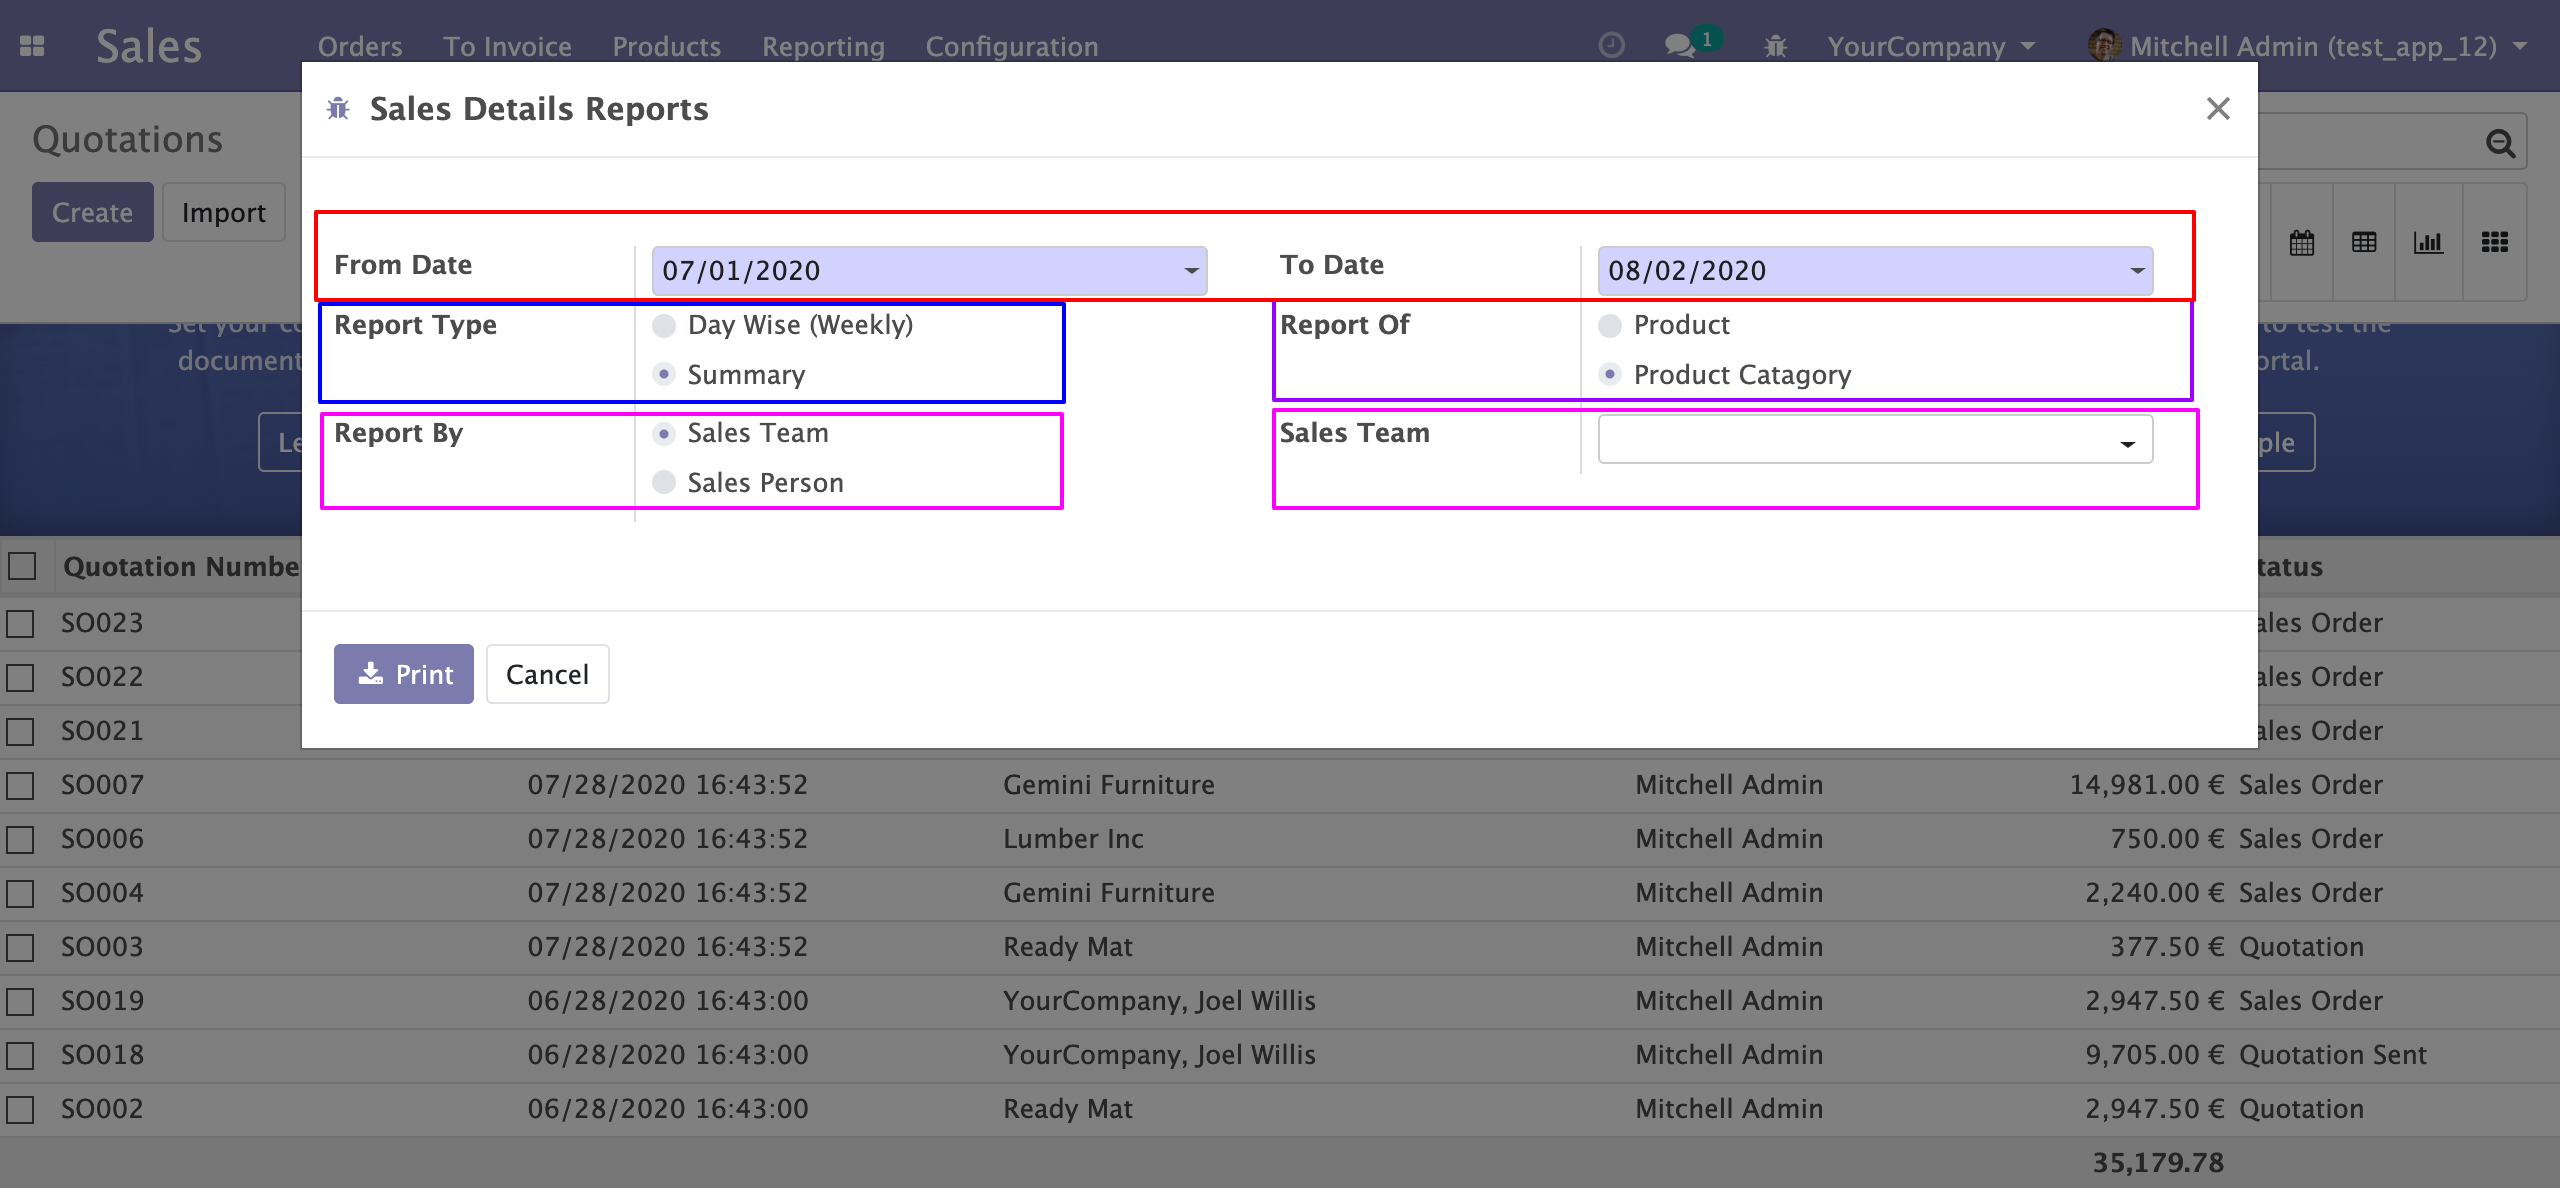 Sales Orders To Invoice Products Reporting Configuration 1 YourCompany Mitchell Admin (test_app_12)
Sales Details Reports
Quotations
Create Import
From Date 07/01/2020 To Date 08/02/2020
Report Type Day Wise (Weekly) Report Of Product
Summary Product Catagory
Report By Sales Team Sales Team
Sales Person
to test the
document
Print Cancel
Quotation Numbe
SO023
SO022
SO021
SO007 07/28/2020 16:43:52 Gemini Furniture Mitchell Admin 14,981.00 € Sales Order
SO006 07/28/2020 16:43:52 Lumber Inc Mitchell Admin 750.00 € Sales Order
SO004 07/28/2020 16:43:52 Gemini Furniture Mitchell Admin 2,240.00 € Sales Order
SO003 07/28/2020 16:43:52 Ready Mat Mitchell Admin 377.50 € Quotation
SO019 06/28/2020 16:43:00 YourCompany, Joel Willis Mitchell Admin 2,947.50 € Sales Order
SO018 06/28/2020 16:43:00 YourCompany, Joel Willis Mitchell Admin 9,705.00 € Quotation Sent
SO002 06/28/2020 16:43:00 Ready Mat Mitchell Admin 2,947.50 € Quotation
35,179.78